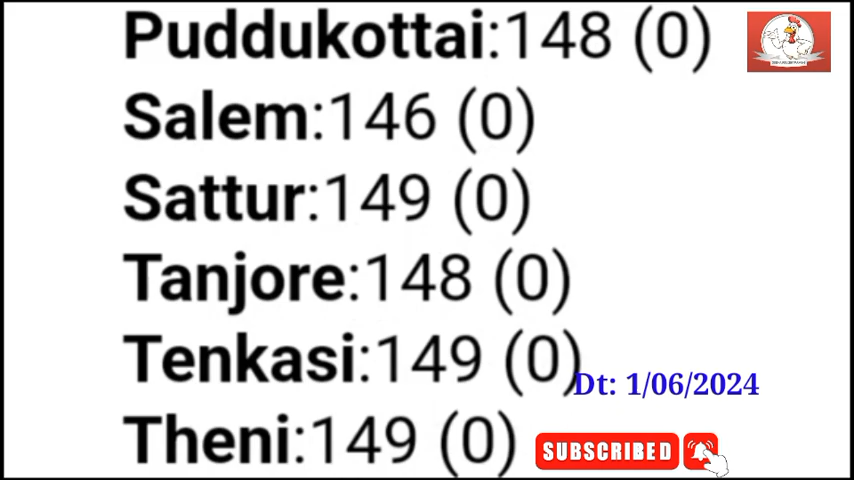 Puddukottai:148 (0)
Salem:146 (0)
Sattur:149 (0)
Tanjore:148 (0)
Tenkasi:149 (0)
Dt: 1/06/2024
Theni:149 (0)
SUBSCRIBED